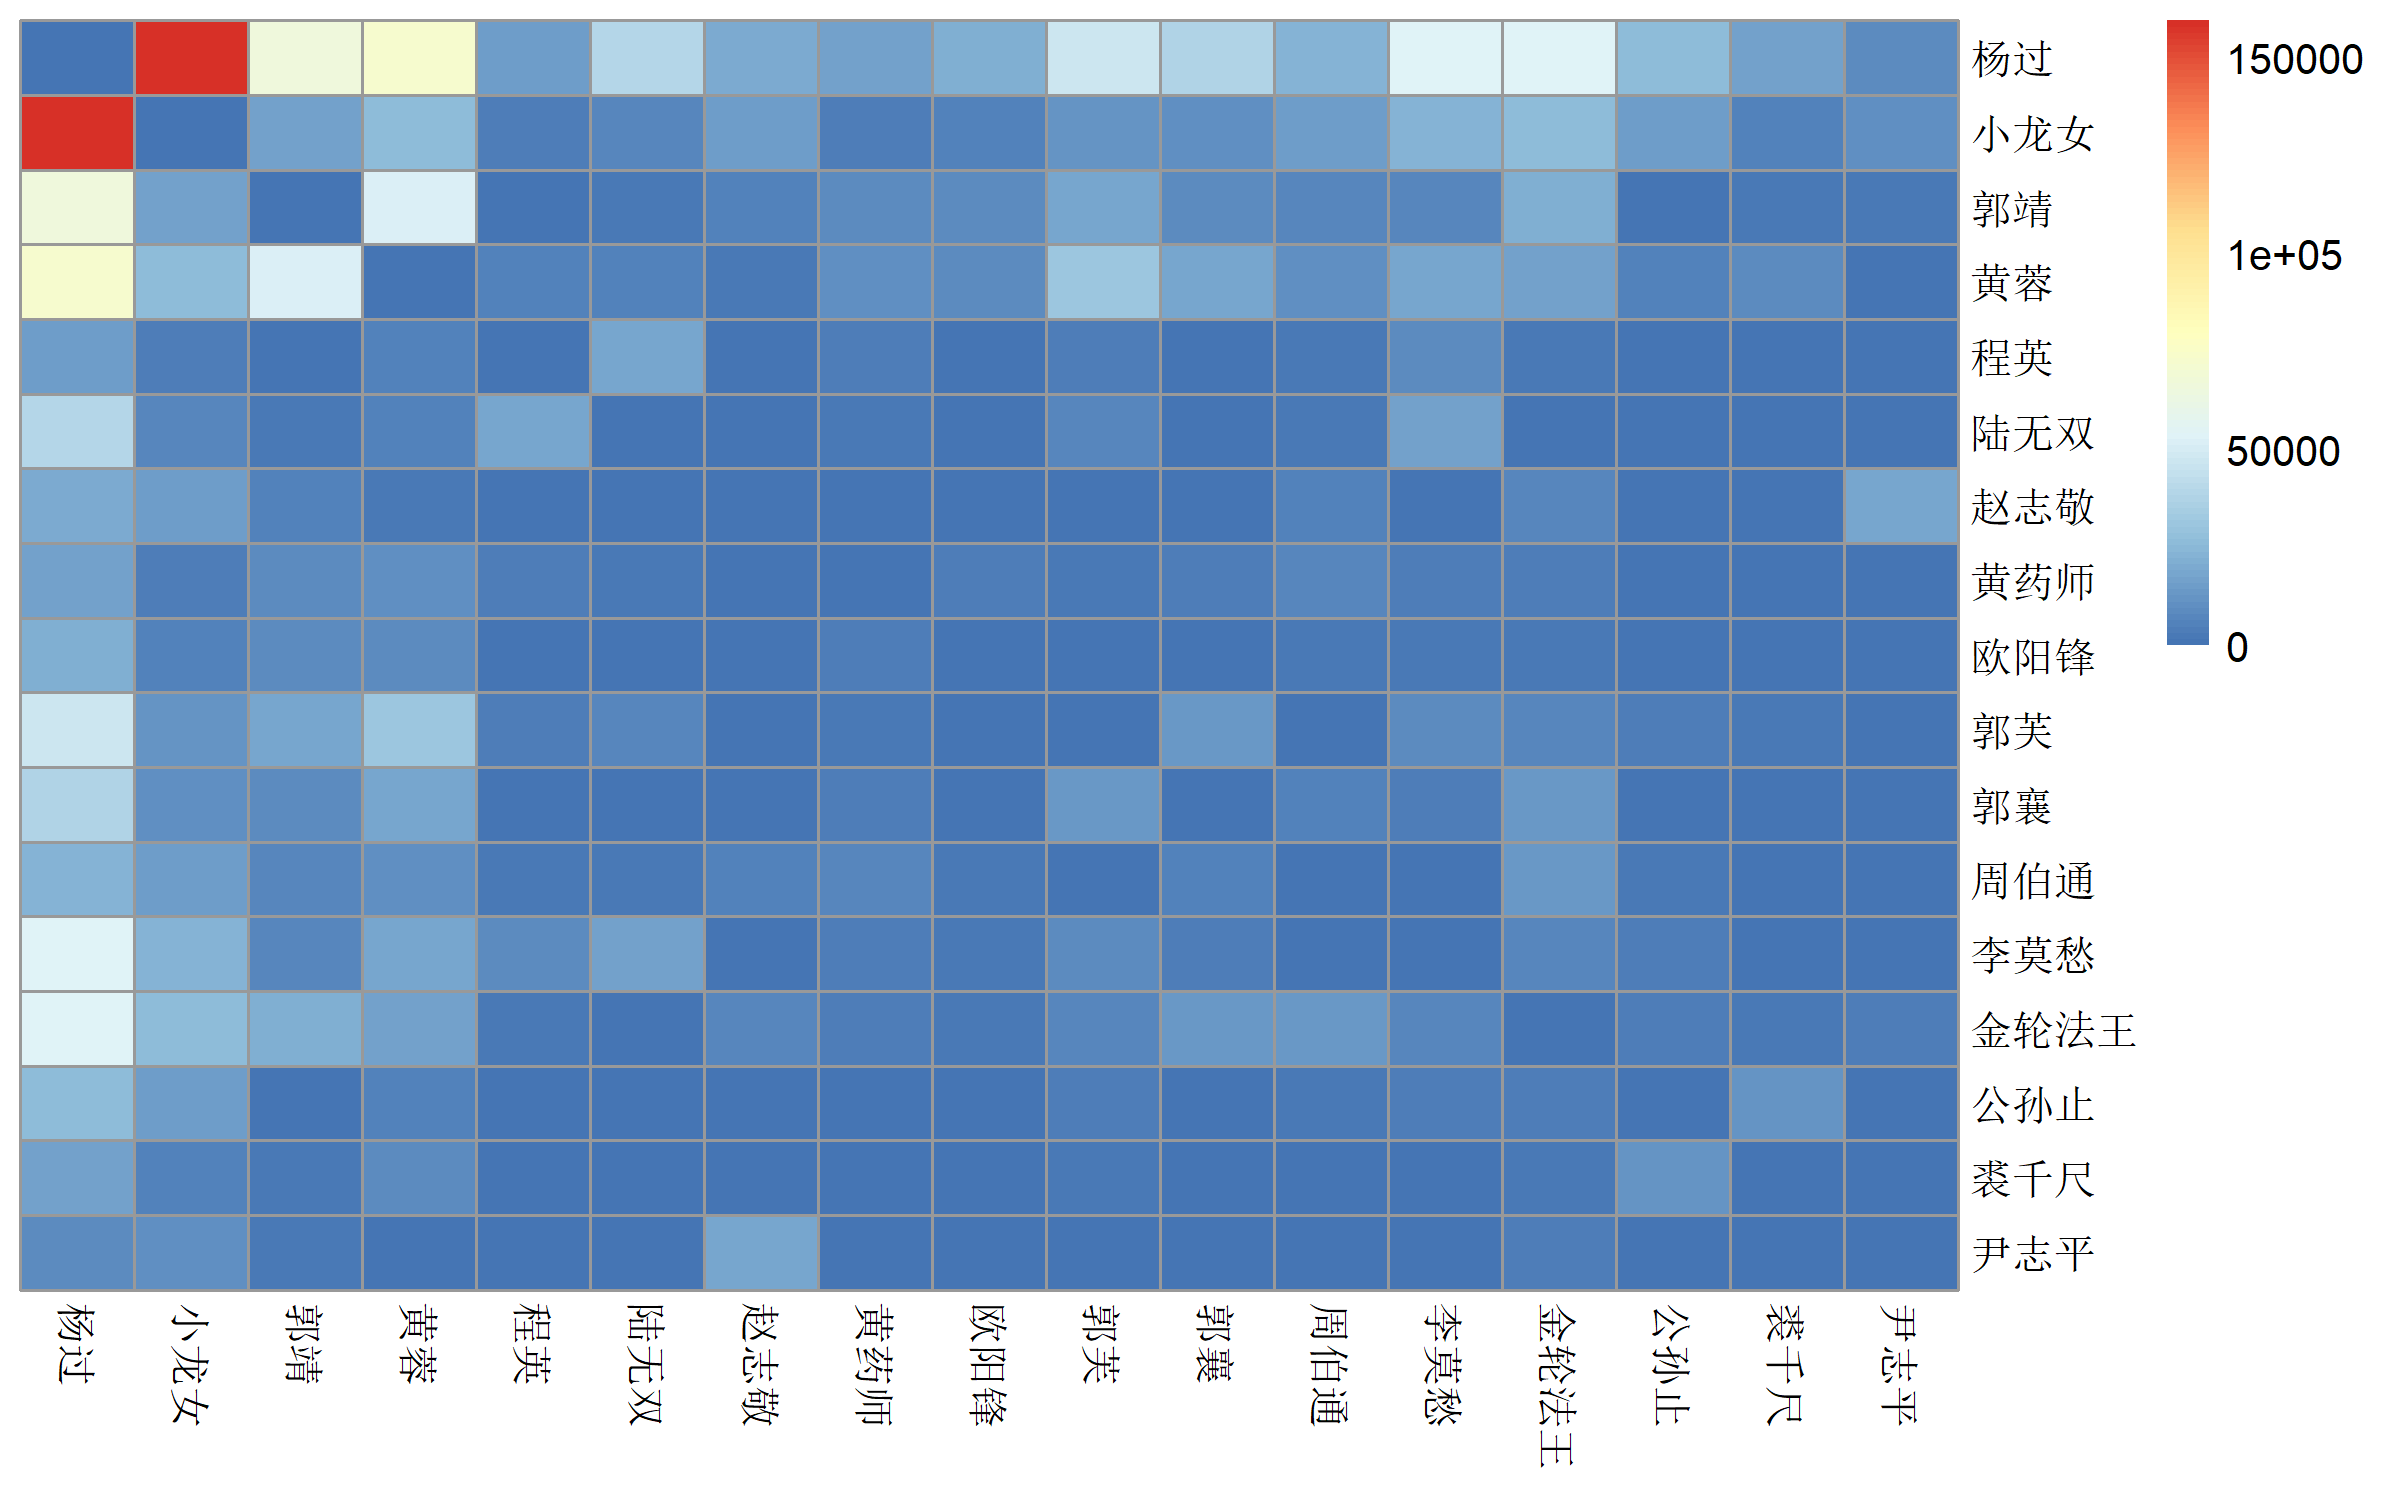 杨过
小龙女
郭靖
黄蓉
程英
陆无双
赵志敬
黄药师
欧阳锋
郭芙
郭襄
周伯通
李莫愁
金轮法王
公孙止
裘千尺
尹志平
150000
1e+05
50000
0
杨过
小龙女
郭靖
黄蓉
程英
陆无双
赵志敬
黄药师
欧阳锋
郭芙
郭襄
周伯通
李莫愁
金轮法王
公孙止
裘千尺
尹志平